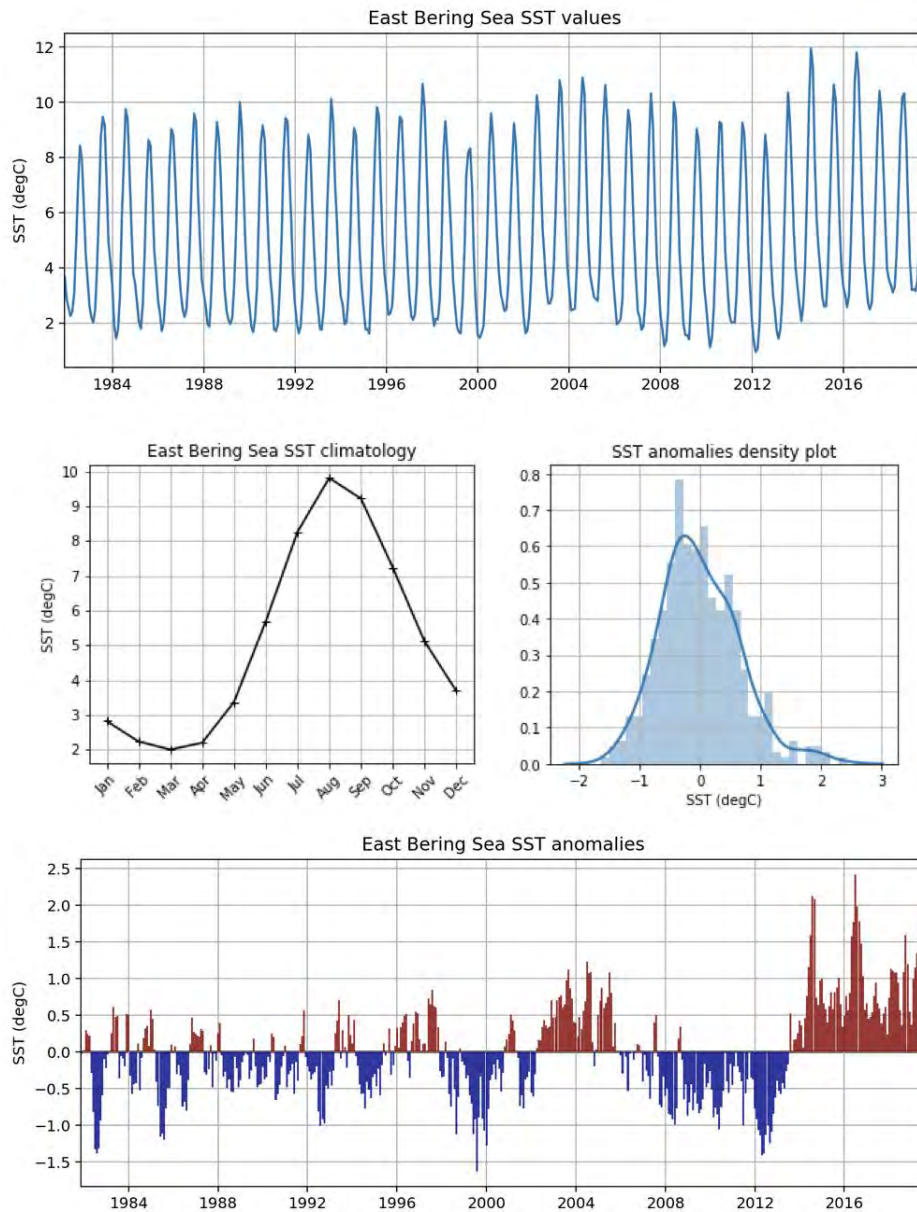 East Bering Sea SST values
SST (degC)
12
10
8
6
4
2
1984 1988 1992 1996 2000 2004 2008 2012 2016
East Bering Sea SST climatology
SST (degC)
10
9
8
7
6
5
4
3
2
Jan Feb Mar Apr May Jun Jul Aug Sep Oct Nov Dec
SST anomalies density plot
0.8
0.7
0.6
0.5
0.4
0.3
0.2
0.1
0.0
−2 −1 0 1 2 3
SST (degC)
East Bering Sea SST anomalies
SST (degC)
2.5
2.0
1.5
1.0
0.5
0.0
−0.5
−1.0
−1.5
1984 1988 1992 1996 2000 2004 2008 2012 2016